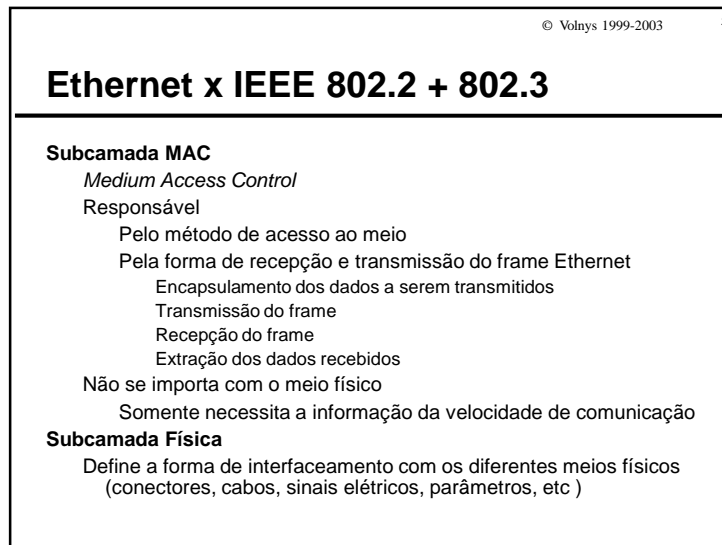 © Volnys 1999-2003
Ethernet x IEEE 802.2 + 802.3
Subcamada MAC
Medium Access Control
Responsável
Pelo método de acesso ao meio
Pela forma de recepção e transmissão do frame Ethernet
Encapsulamento dos dados a serem transmitidos
Transmissão do frame
Recepção do frame
Extração dos dados recebidos
Não se importa com o meio físico
Somente necessita a informação da velocidade de comunicação
Subcamada Física
Define a forma de interfaceamento com os diferentes meios físicos
(conectores, cabos, sinais elétricos, parâmetros, etc )